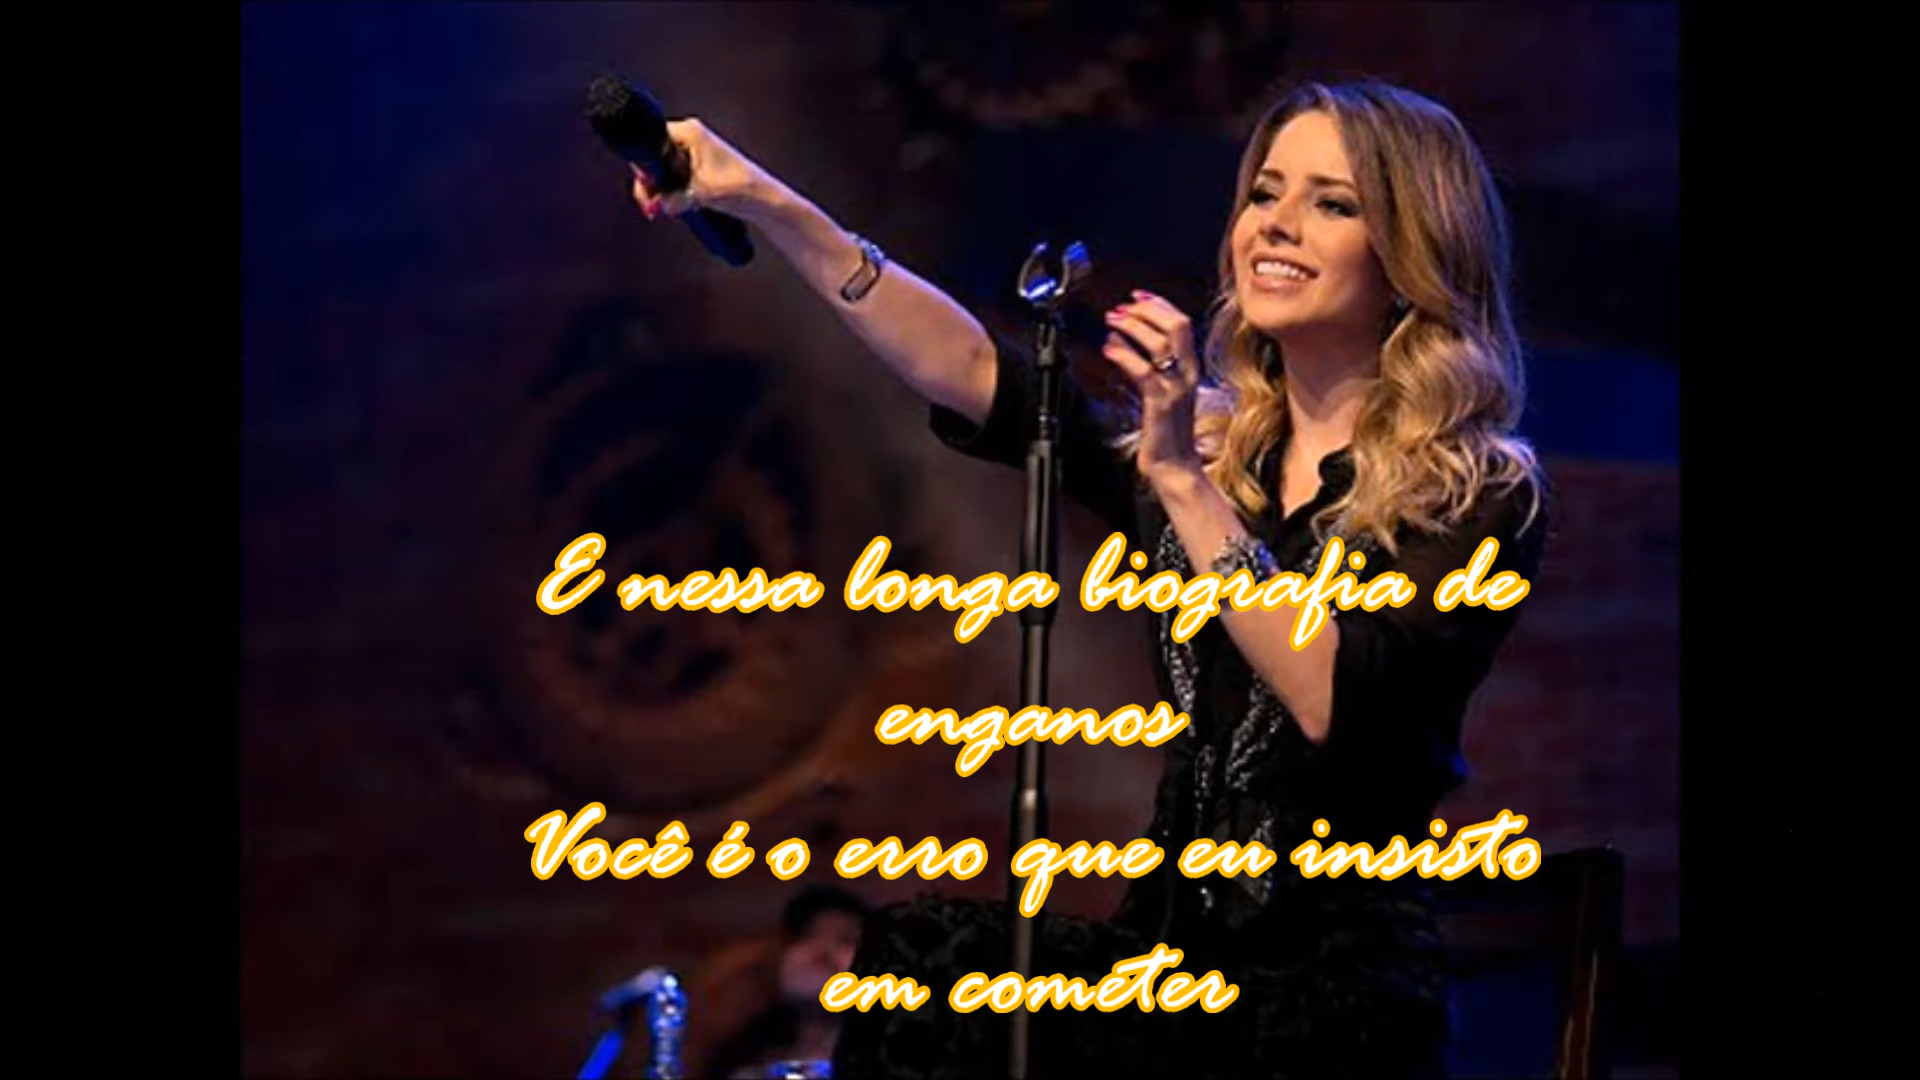 E nessa longa biografia de
enganos
Você é o erro que eu insisto
em cometer